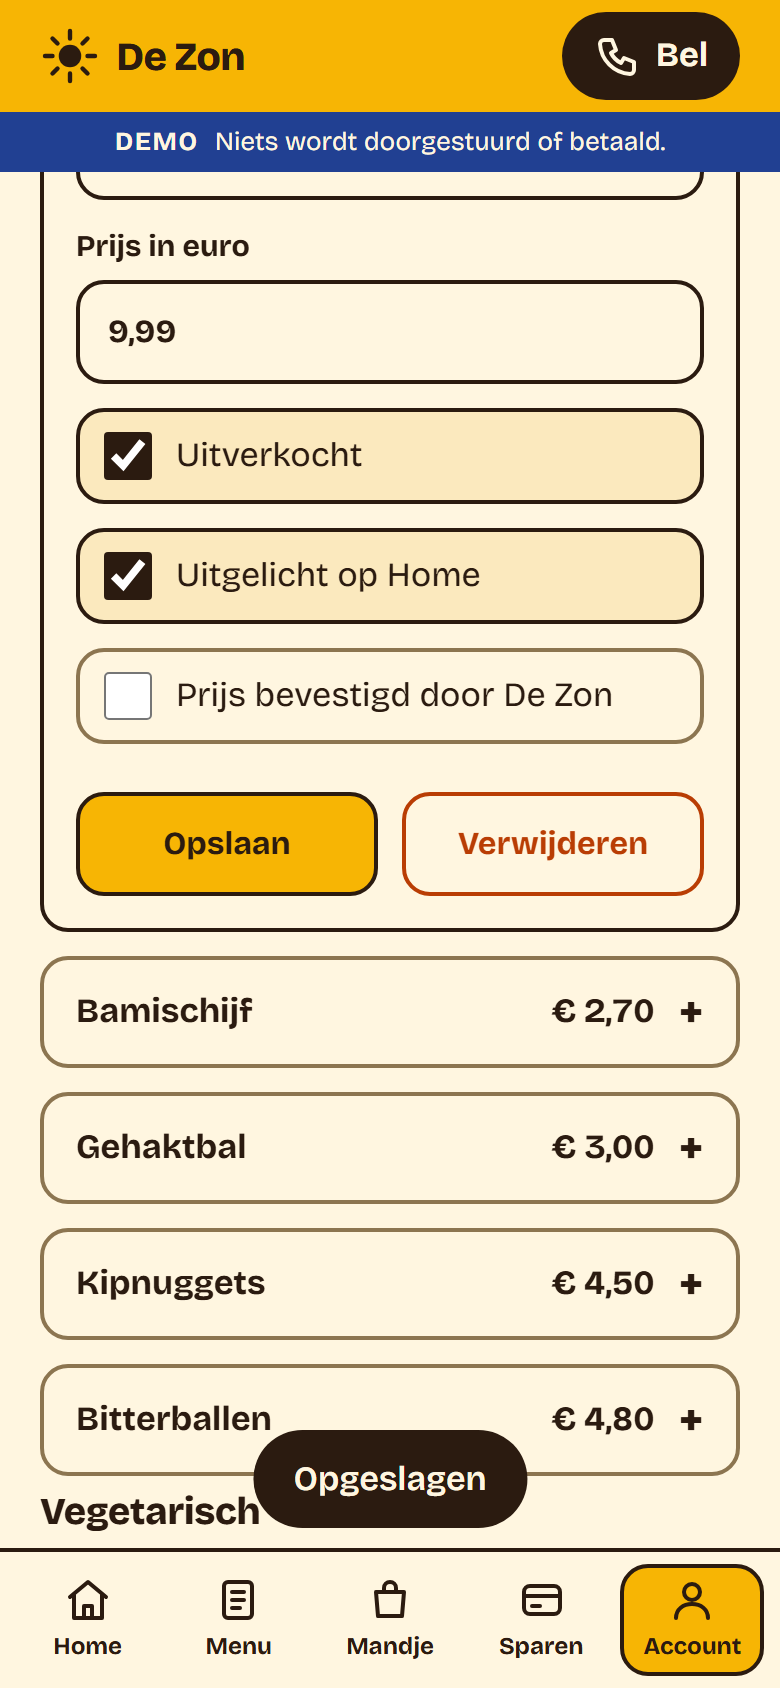 De Zon
Bel
DEMO Niets wordt doorgestuurd of betaald.
Prijs in euro
9,99
Uitverkocht
Uitgelicht op Home
Prijs bevestigd door De Zon
Opslaan Verwijderen
Bamischijf € 2,70 +
Gehaktbal € 3,00 +
Kipnuggets € 4,50 +
Bitterballen € 4,80 +
Opgeslagen
Vegetarisch
Home Menu Mandje Sparen Account